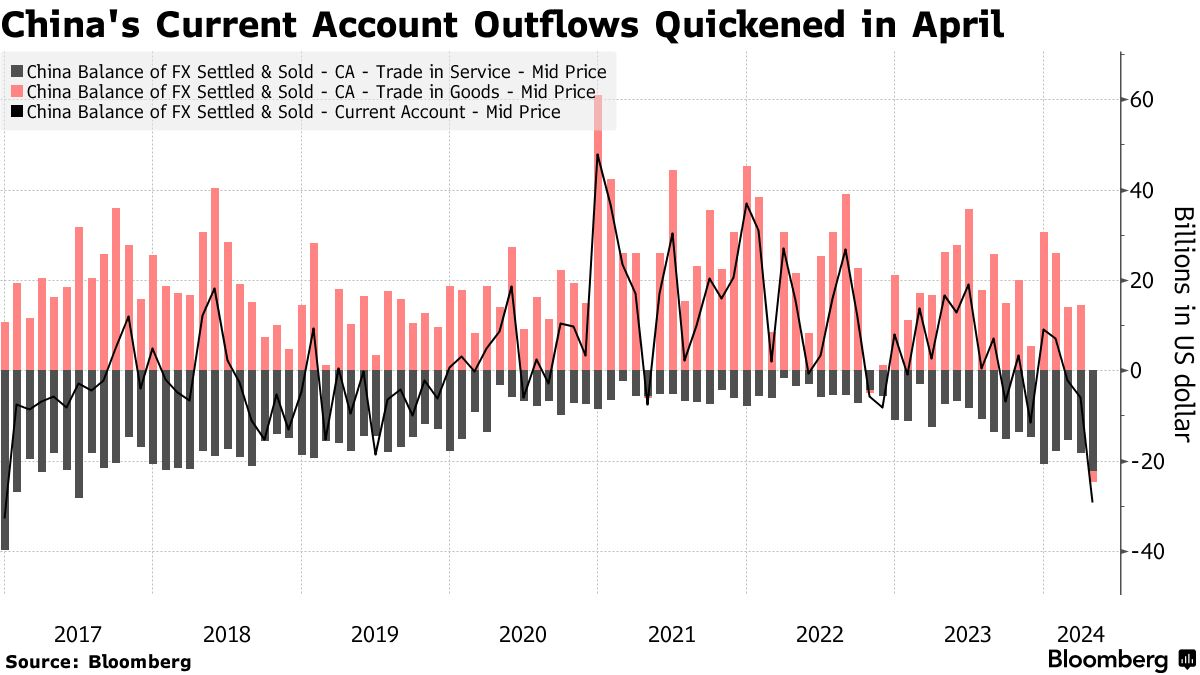 China's Current Account Outflows Quickened in April
China Balance of FX Settled & Sold - CA - Trade in Service - Mid Price
China Balance of FX Settled & Sold - CA - Trade in Goods - Mid Price
China Balance of FX Settled & Sold - Current Account - Mid Price
60
40
20
0
-20
-40
Billions in US dollar
2017 2018 2019 2020 2021 2022 2023 2024
Source: Bloomberg
Bloomberg